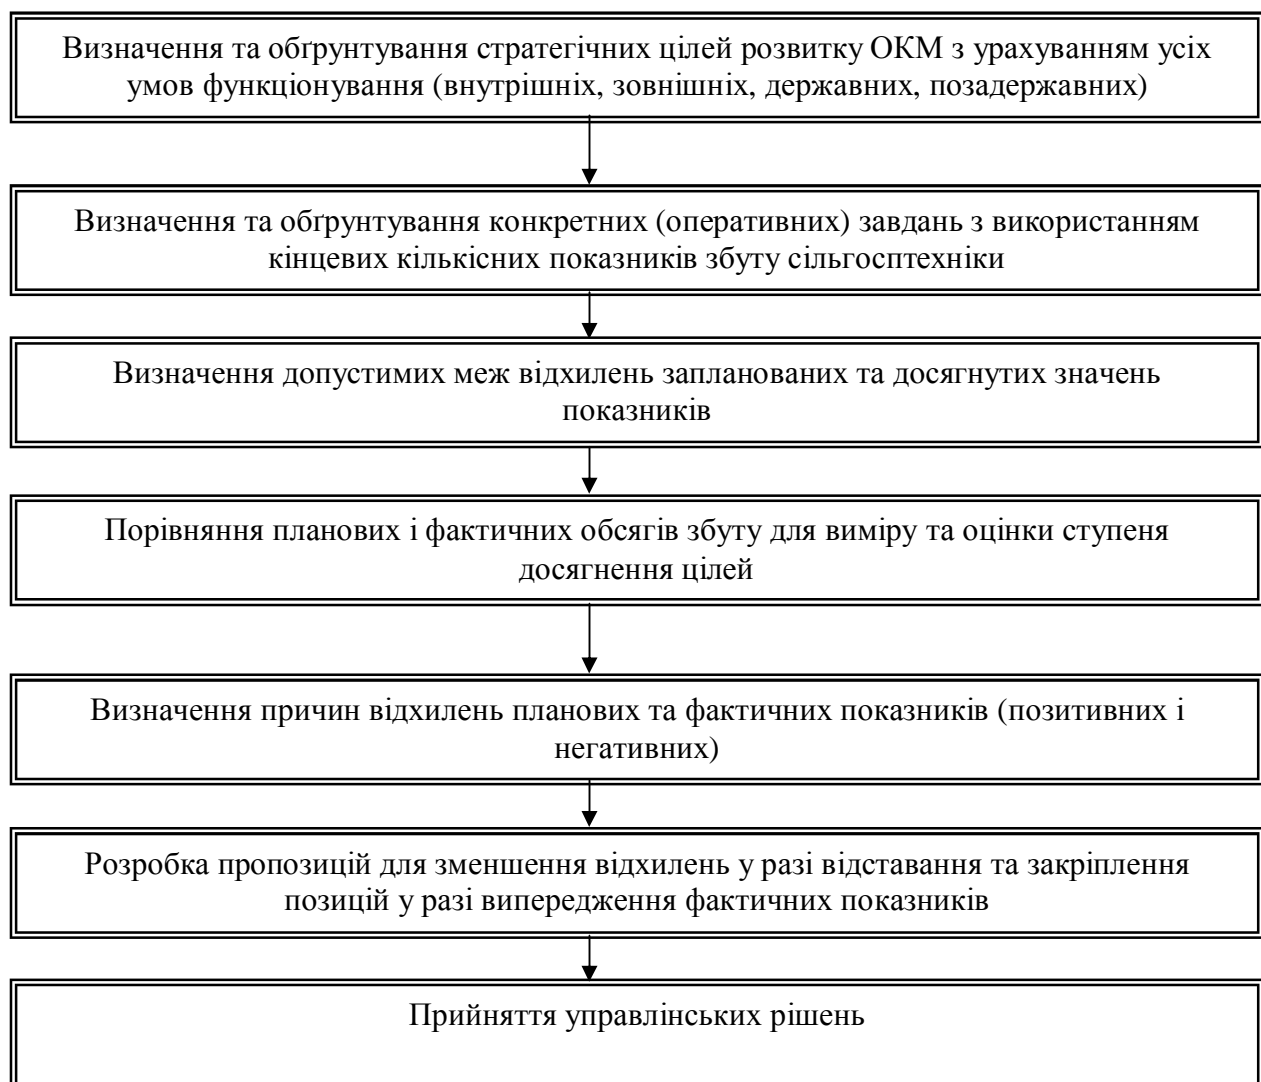 Визначення та обґрунтування стратегічних цілей розвитку ОКМ з урахуванням усіх
умов функціонування (внутрішніх, зовнішніх, державних, позадержавних)
Визначення та обґрунтування конкретних (оперативних) завдань з використанням
кінцевих кількісних показників збуту сільгосптехніки
Визначення допустимих меж відхилень запланованих та досягнутих значень
показників
Порівняння планових і фактичних обсягів збуту для виміру та оцінки ступеня
досягнення цілей
Визначення причин відхилень планових та фактичних показників (позитивних і
негативних)
Розробка пропозицій для зменшення відхилень у разі відставання та закріплення
позицій у разі випередження фактичних показників
Прийняття управлінських рішень